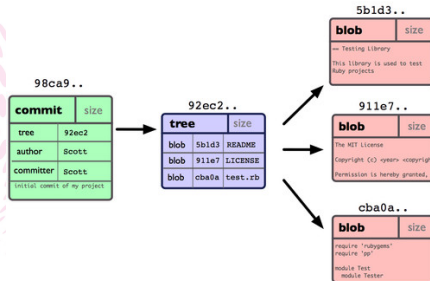 98ca9..
commit size
tree 92ec2
author Scott
committer Scott
initial commit of my project
92ec2..
tree size
blob 5b1d3 README
blob 911e7 LICENSE
blob cba0a test.rb
5b1d3..
blob size
== Testing Library
This library is used to test
Ruby projects
911e7..
blob size
The MIT License
Copyright (c) <year> <copyright
Permission is hereby granted,
cba0a..
blob size
require 'rubygems'
require 'pp'
module Test
module Tester